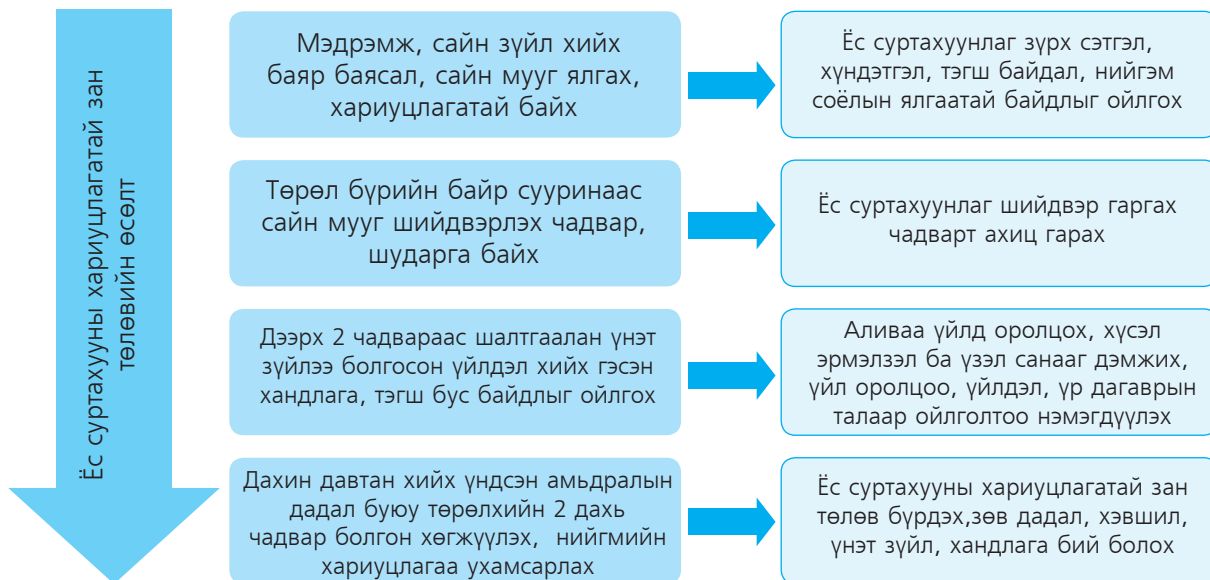 Ёс суртахууны хариуцлагатай зан
төлөвийн өсөлт
Мэдрэмж, сайн зүйл хийх
баяр баясал, сайн мууг ялгах,
хариуцлагатай байх
Ёс суртахуунлаг зүрх сэтгэл,
хүндэтгэл, тэгш байдал, нийгэм
соёлын ялгаатай байдлыг ойлгох
Төрөл бүрийн байр сууринаас
сайн мууг шийдвэрлэх чадвар,
шударга байх
Ёс суртахуунлаг шийдвэр гаргах
чадварт ахиц гарах
Дээрх 2 чадвараас шалтгаалан үнэт
зүйлээ болгосон үйлдэл хийх гэсэн
хандлага, тэгш бус байдлыг ойлгох
Аливаа үйлд оролцох, хүсэл
эрмэлзэл ба үзэл санааг дэмжих,
үйл оролцоо, үйлдэл, үр дагаврын
талаар ойлголтоо нэмэгдүүлэх
Дахин давтан хийх үндсэн амьдралын
дадал буюу төрөлхийн 2 дахь
чадвар болгон хөгжүүлэх, нийгмийн
хариуцлагаа ухамсарлах
Ёс суртахууны хариуцлагатай зан
төлөв бүрдэх,зөв дадал, хэвшил,
үнэт зүйл, хандлага бий болох